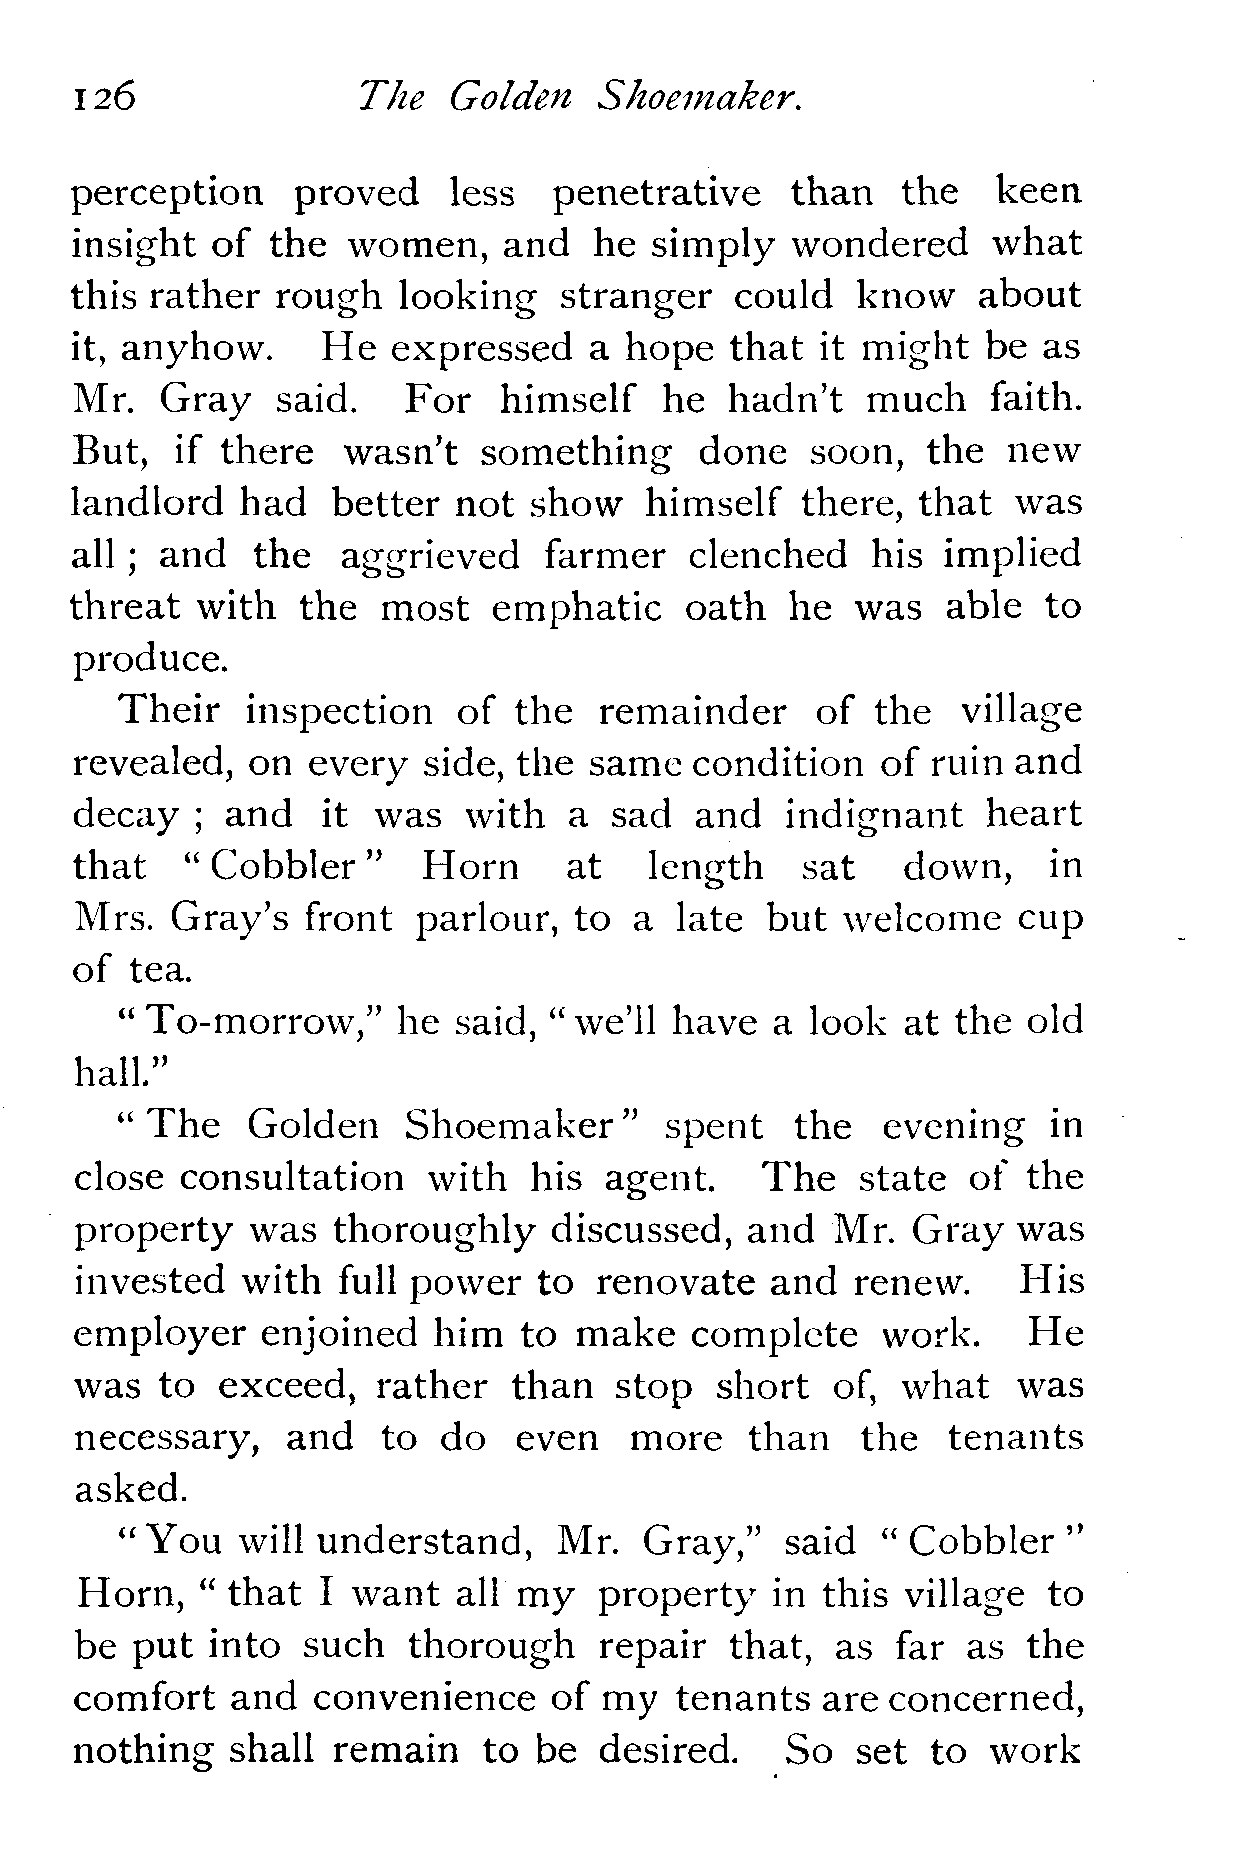 126 The Golden Shoemaker.
perception proved less penetrative than the keen
insight of the women, and he simply wondered what
this rather rough looking stranger could know about
it, anyhow. He expressed a hope that it might be as
Mr. Gray said. For himself he hadn't much faith.
But, if there wasn't something done soon, the new
landlord had better not show himself there, that was
all ; and the aggrieved farmer clenched his implied
threat with the most emphatic oath he was able to
produce.
Their inspection of the remainder of the village
revealed, on every side, the same condition of ruin and
decay ; and it was with a sad and indignant heart
that " Cobbler " Horn at length sat down, in
Mrs. Gray's front parlour, to a late but welcome cup
of tea.
" To-morrow," he said, " we'll have a look at the old
hall."
" The Golden Shoemaker " spent the evening in
close consultation with his agent. The state of the
property was thoroughly discussed, and Mr. Gray was
invested with full power to renovate and renew. His
employer enjoined him to make complete work. He
was to exceed, rather than stop short of, what was
necessary, and to do even more than the tenants
asked.
" You will understand, Mr. Gray," said " Cobbler "
Horn, " that I want all my property in this village to
be put into such thorough repair that, as far as the
comfort and convenience of my tenants are concerned,
nothing shall remain to be desired. So set to work